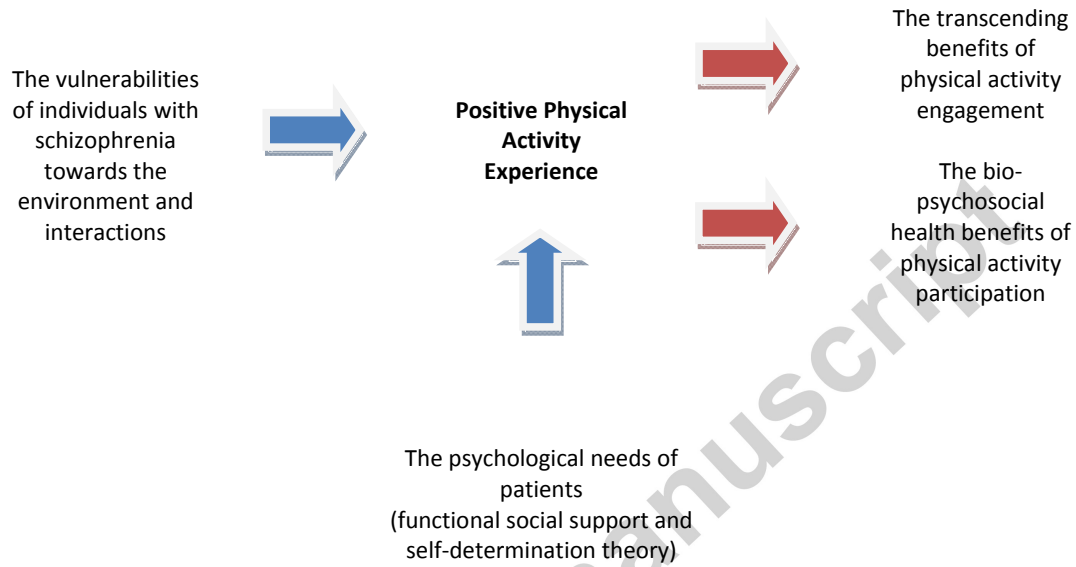 The vulnerabilities
of individuals with
schizophrenia
towards the
environment and
interactions
Positive Physical
Activity
Experience
The transcending
benefits of
physical activity
engagement
The bio-
psychosocial
health benefits of
physical activity
participation
The psychological needs of
patients
(functional social support and
self-determination theory)
anuscript